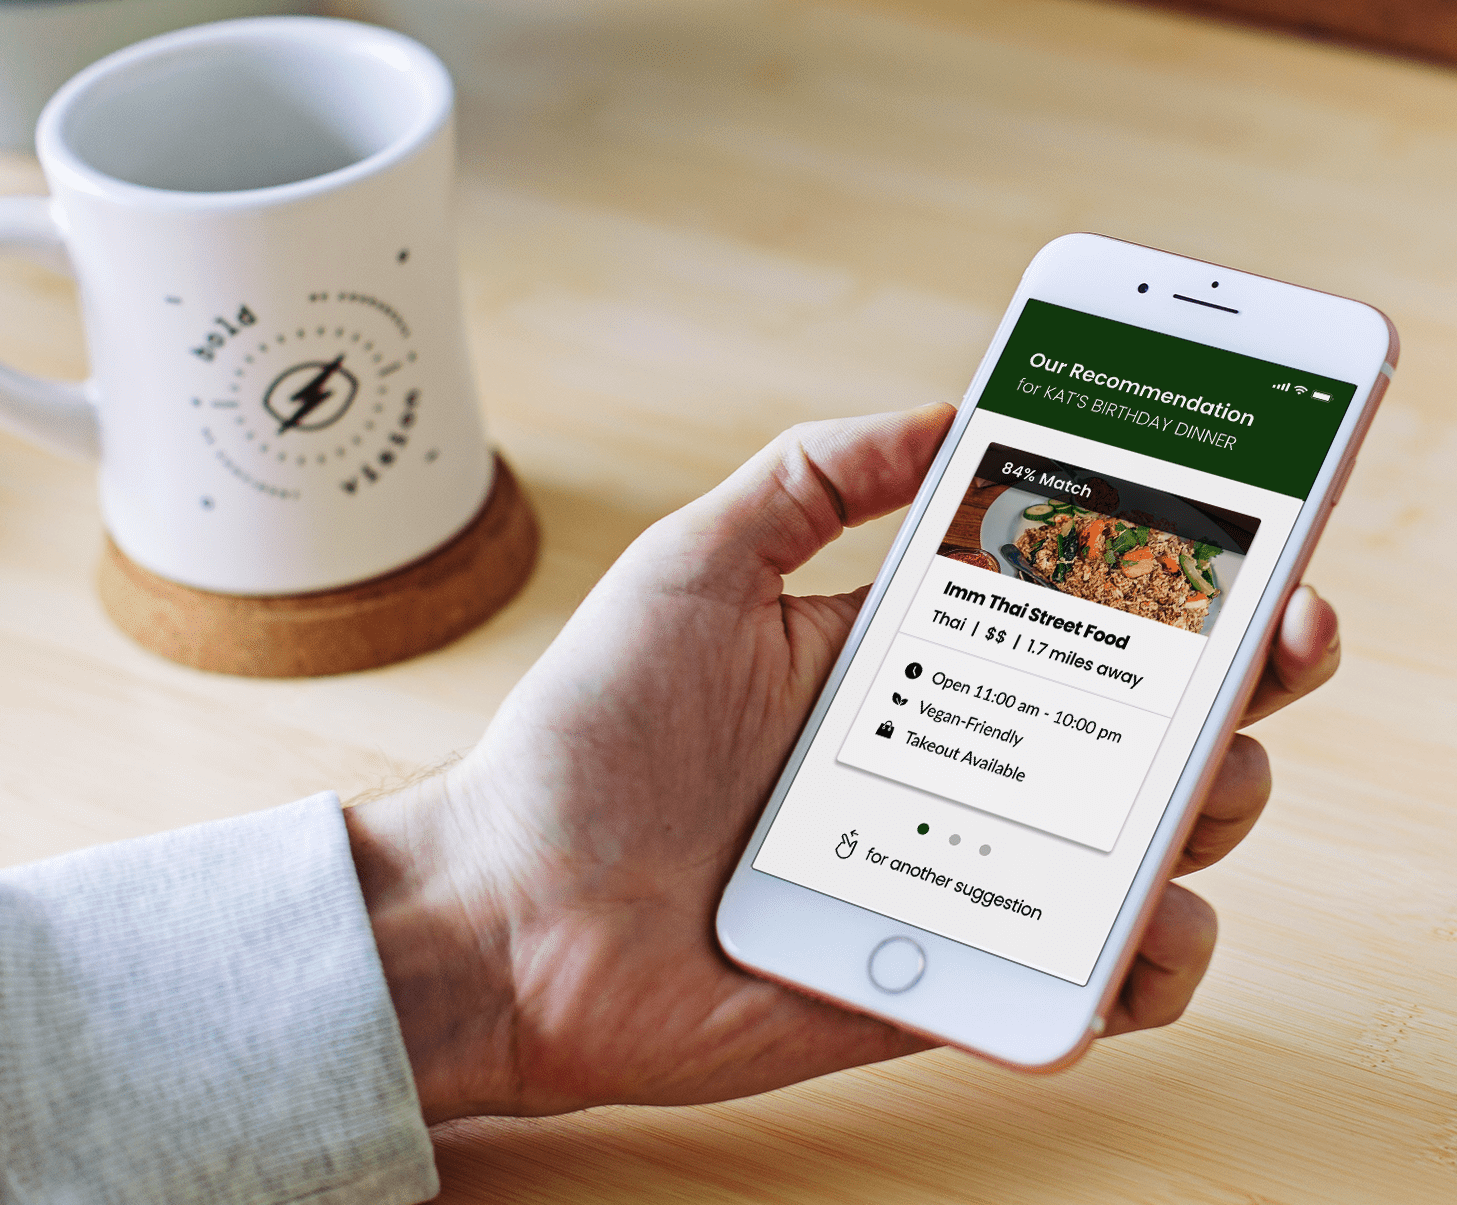 bold
vision
Our Recommendation
for KAT'S BIRTHDAY DINNER
84% Match
Imm Thai Street Food
Thai | $$ | 1.7 miles away
Open 11:00 am - 10:00 pm
Vegan-Friendly
Takeout Available
for another suggestion